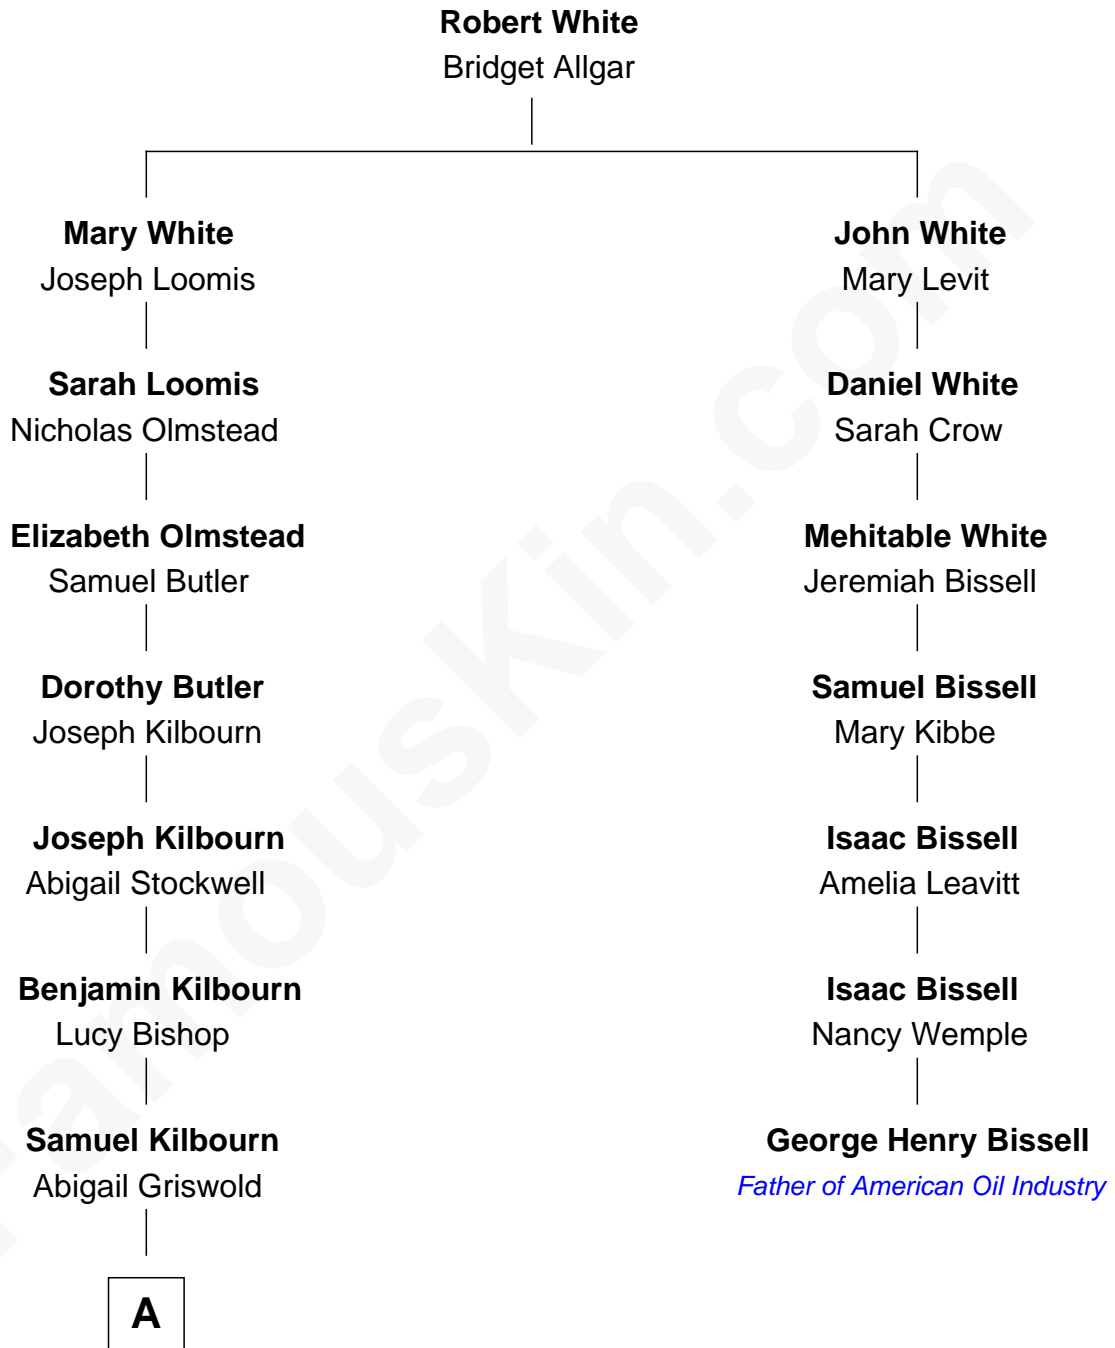 Robert White
Bridget Allgar
Mary White
Joseph Loomis
Sarah Loomis
Nicholas Olmstead
Elizabeth Olmstead
Samuel Butler
Dorothy Butler
Joseph Kilbourn
Joseph Kilbourn
Abigail Stockwell
Benjamin Kilbourn
Lucy Bishop
Samuel Kilbourn
Abigail Griswold
A
John White
Mary Levit
Daniel White
Sarah Crow
Mehitable White
Jeremiah Bissell
Samuel Bissell
Mary Kibbe
Isaac Bissell
Amelia Leavitt
Isaac Bissell
Nancy Wemple
George Henry Bissell
Father of American Oil Industry
FamousKin.com